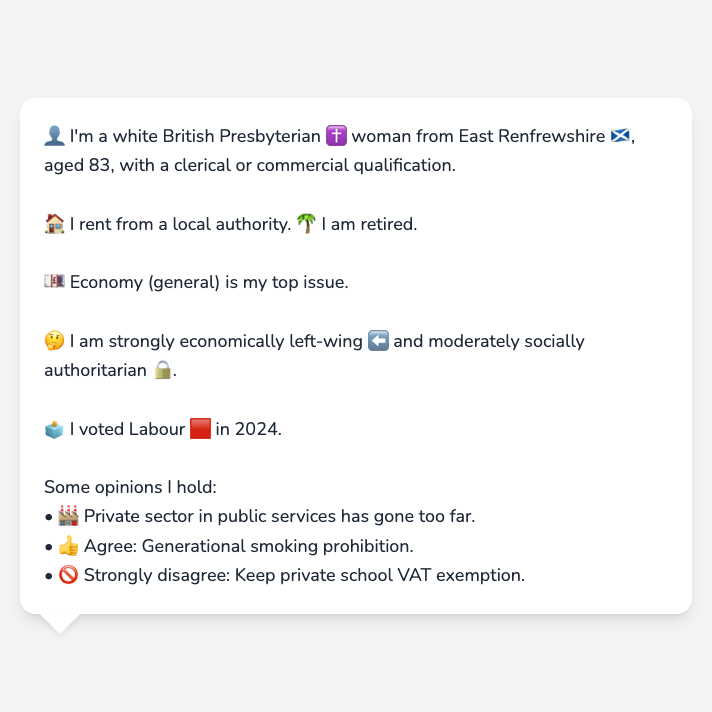 👤 I'm a white British Presbyterian ✝️ woman from East Renfrewshire 🏴󠁧󠁢󠁳󠁣󠁴󠁿,
aged 83, with a clerical or commercial qualification.
🏠 I rent from a local authority. 🌴 I am retired.
💷 Economy (general) is my top issue.
🤔 I am strongly economically left-wing ⬅️ and moderately socially
authoritarian 🔒.
🗳️ I voted Labour 🟥 in 2024.
Some opinions I hold:
• 🏭 Private sector in public services has gone too far.
• 👍 Agree: Generational smoking prohibition.
• 🚫 Strongly disagree: Keep private school VAT exemption.